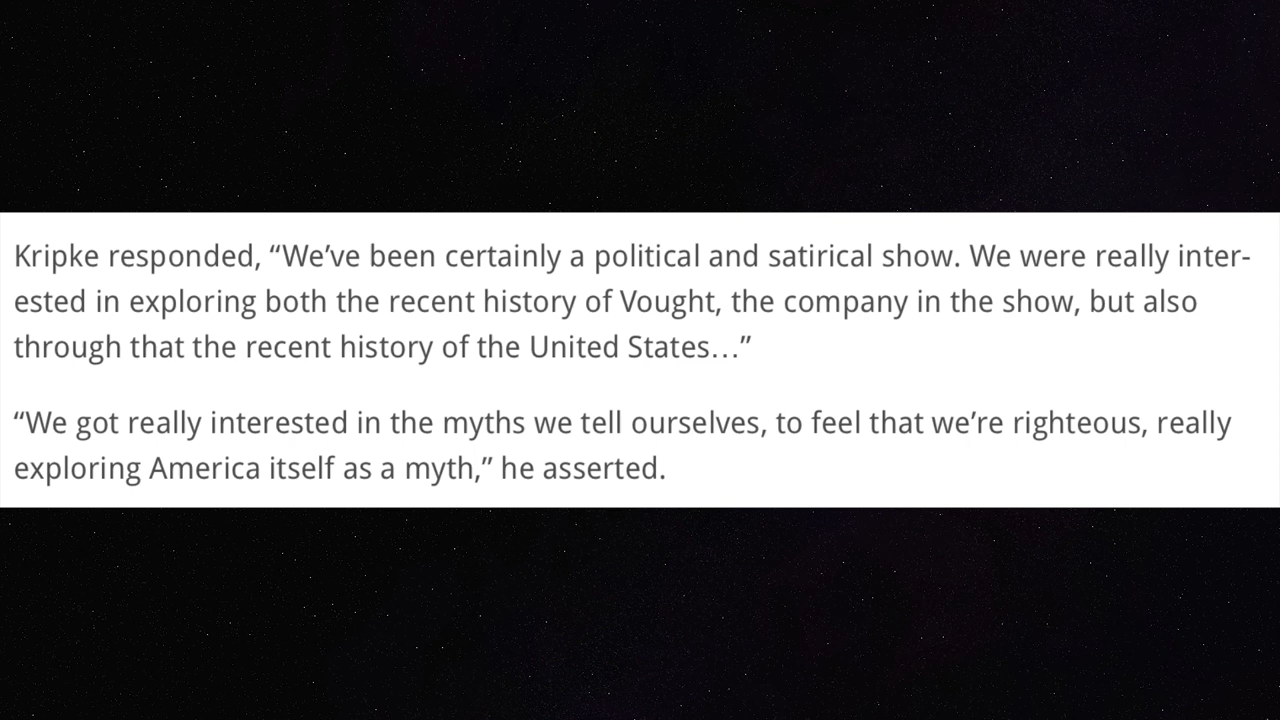 Kripke responded, “We’ve been certainly a political and satirical show. We were really inter-
ested in exploring both the recent history of Vought, the company in the show, but also
through that the recent history of the United States…”
“We got really interested in the myths we tell ourselves, to feel that we’re righteous, really
exploring America itself as a myth,” he asserted.